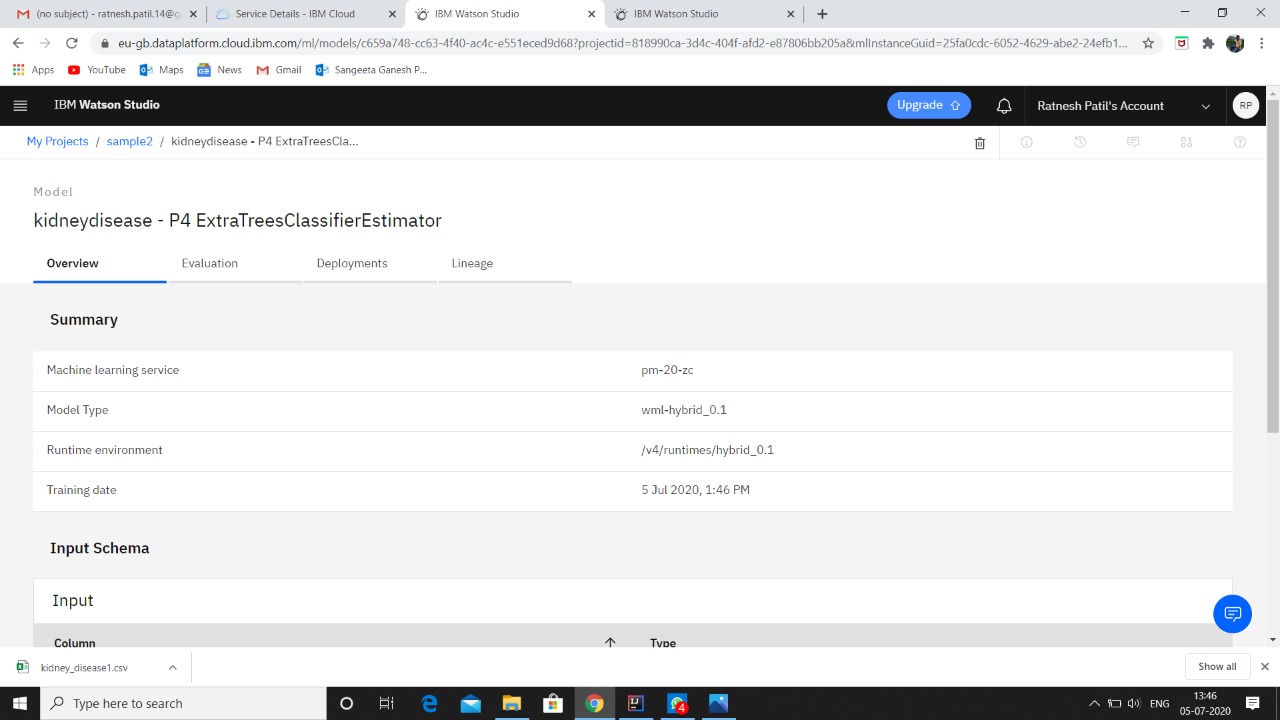 (no subject) - ratnesh.patil.14@g
Service Details - IBM Cloud
IBM Watson Studio
IBM Watson Studio
eu-gb.dataplatform.cloud.ibm.com/ml/models/c659a748-cc63-4f40-aa1c-e551eced9d68?projectid=818990ca-3d4c-404f-afd2-e87806bb205a&mlInstanceGuid=25fa0cdc-6052-4629-abe2-24efb1...
Apps YouTube Maps News Gmail Sangeeta Ganesh P...
IBM Watson Studio
Upgrade
Ratnesh Patil's Account
RP
My Projects / sample2 / kidneydisease - P4 ExtraTreesCla...
Model
kidneydisease - P4 ExtraTreesClassifierEstimator
Overview Evaluation Deployments Lineage
Summary
Machine learning service pm-20-zc
Model Type wml-hybrid_0.1
Runtime environment /v4/runtimes/hybrid_0.1
Training date 5 Jul 2020, 1:46 PM
Input Schema
Input
Column Type
kidney_disease1.csv
Show all
Type here to search
4
ENG
13:46
05-07-2020